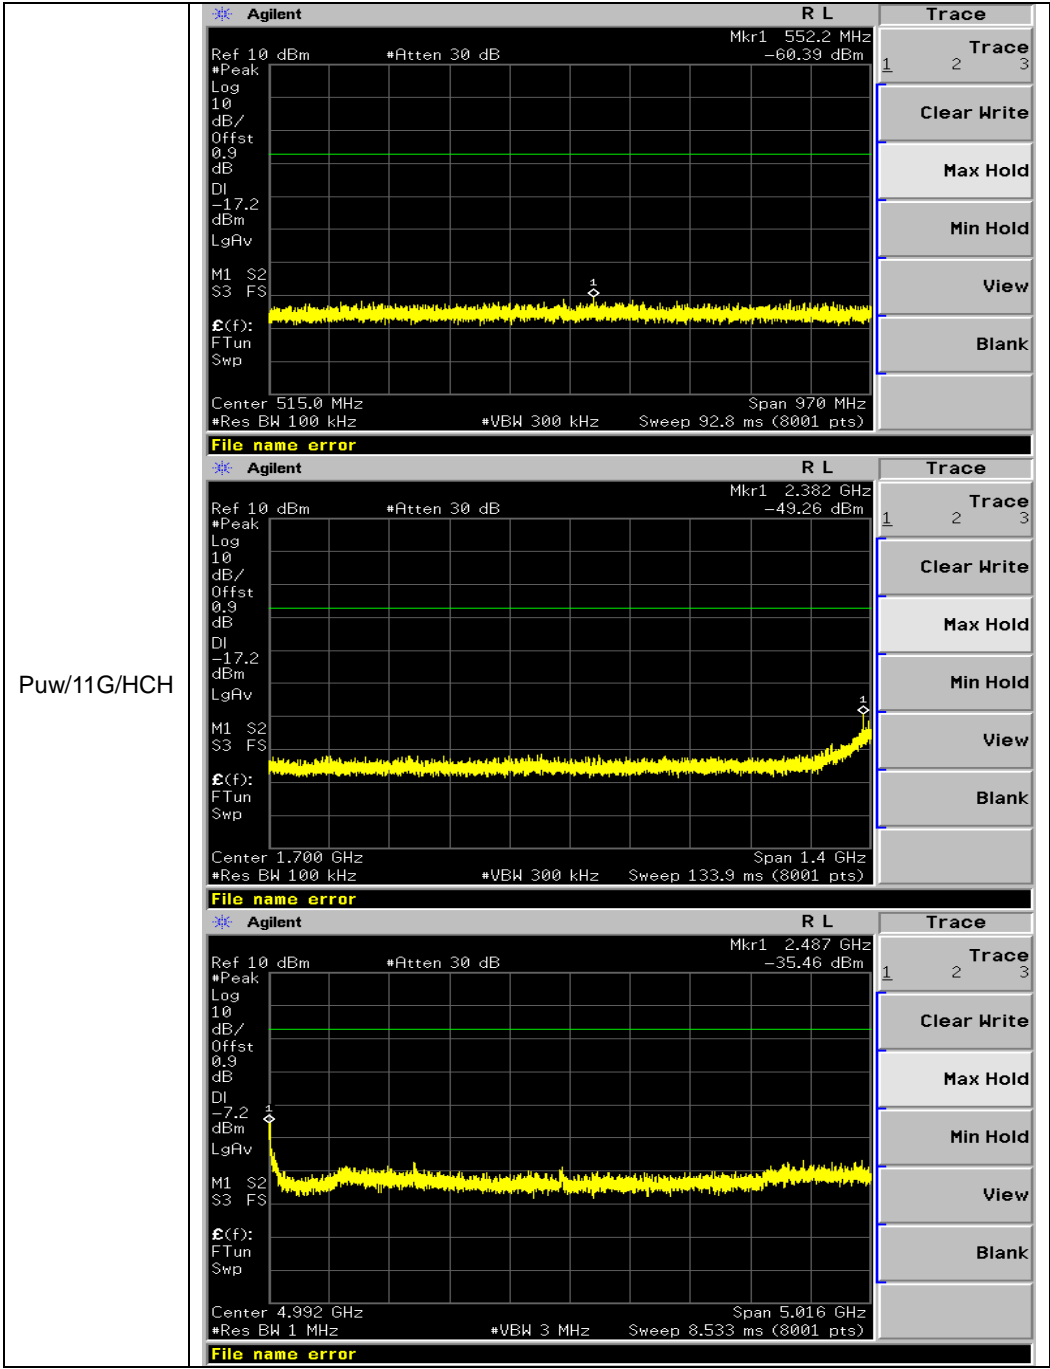 Puw/11G/HCH
Agilent R L Trace
Mkr1 552.2 MHz
Ref 10 dBm #Atten 30 dB -60.39 dBm
#Peak
Log
10
dB/
Offst
0.9
dB
DI
-17.2
dBm
LgAv
M1 S2
S3 FS
£(f):
FTun
Swp
1
Center 515.0 MHz Span 970 MHz
#Res BW 100 kHz #VBW 300 kHz Sweep 92.8 ms (8001 pts)
File name error
Trace
1 2 3
Clear Write
Max Hold
Min Hold
View
Blank
Agilent R L Trace
Mkr1 2.382 GHz
Ref 10 dBm #Atten 30 dB -49.26 dBm
#Peak
Log
10
dB/
Offst
0.9
dB
DI
-17.2
dBm
LgAv
M1 S2
S3 FS
£(f):
FTun
Swp
1
Center 1.700 GHz Span 1.4 GHz
#Res BW 100 kHz #VBW 300 kHz Sweep 133.9 ms (8001 pts)
File name error
Trace
1 2 3
Clear Write
Max Hold
Min Hold
View
Blank
Agilent R L Trace
Mkr1 2.487 GHz
Ref 10 dBm #Atten 30 dB -35.46 dBm
#Peak
Log
10
dB/
Offst
0.9
dB
DI
-7.2
dBm
LgAv
M1 S2
S3 FS
£(f):
FTun
Swp
1
Center 4.992 GHz Span 5.016 GHz
#Res BW 1 MHz #VBW 3 MHz Sweep 8.533 ms (8001 pts)
File name error
Trace
1 2 3
Clear Write
Max Hold
Min Hold
View
Blank